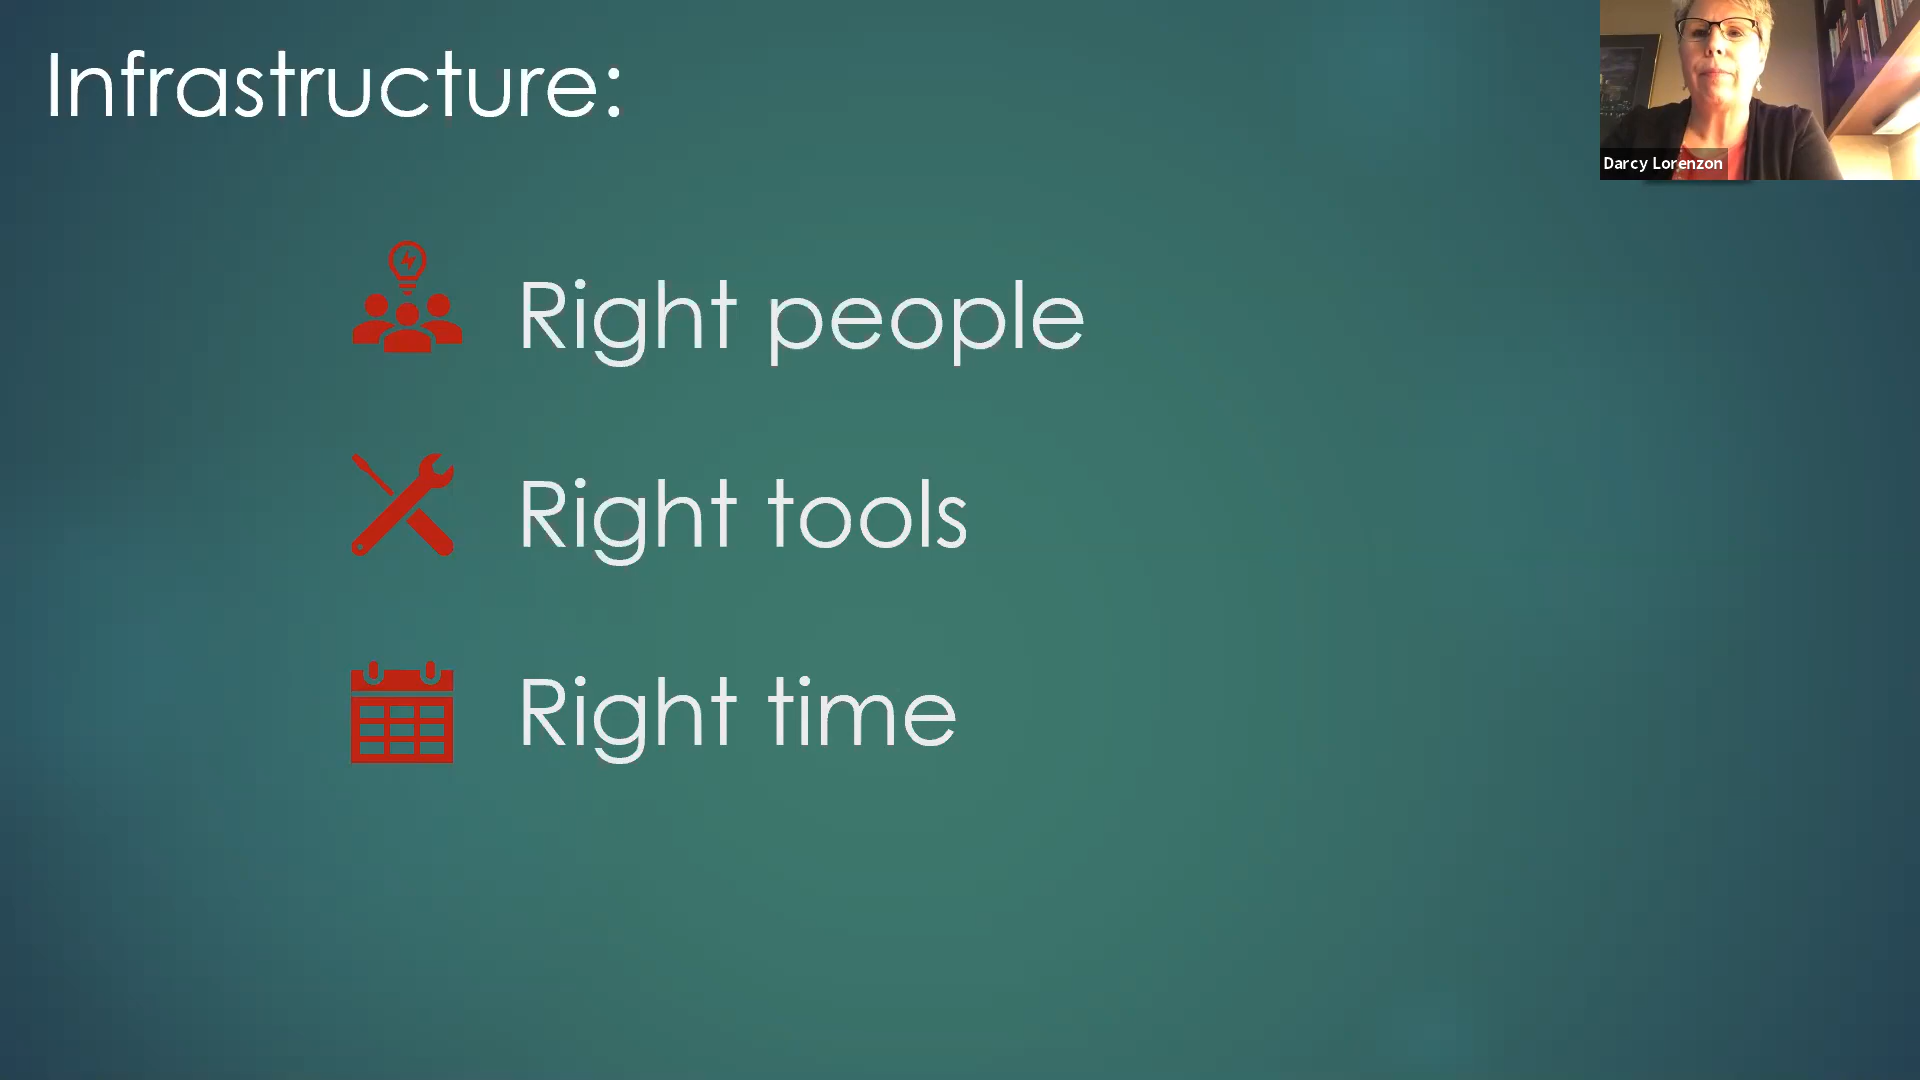 Infrastructure:
Right people
Right tools
Right time
Darcy Lorenzon